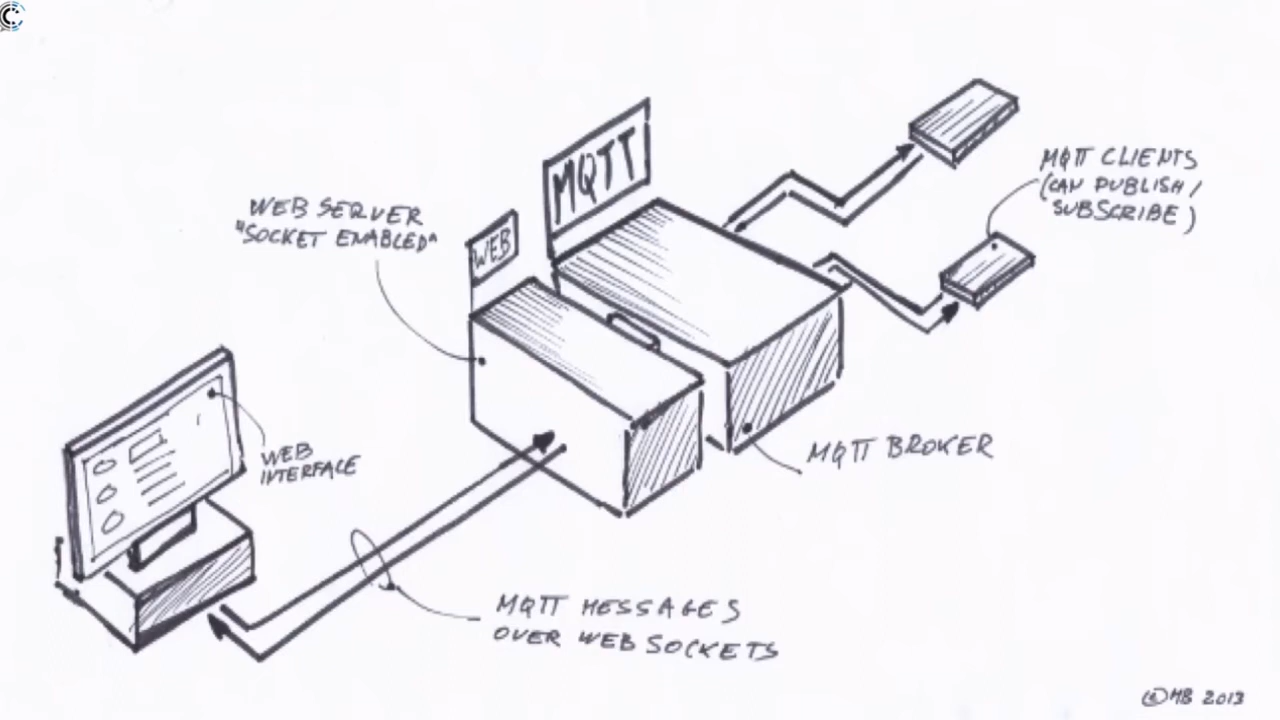 MQTT
MQTT CLIENTS
(CAN PUBLISH /
SUBSCRIBE)
WEB SERVER
"SOCKET ENABLED"
WEB
WEB
INTERFACE
MQTT BROKER
MQTT MESSAGES
OVER WEB SOCKETS
©MB 2013